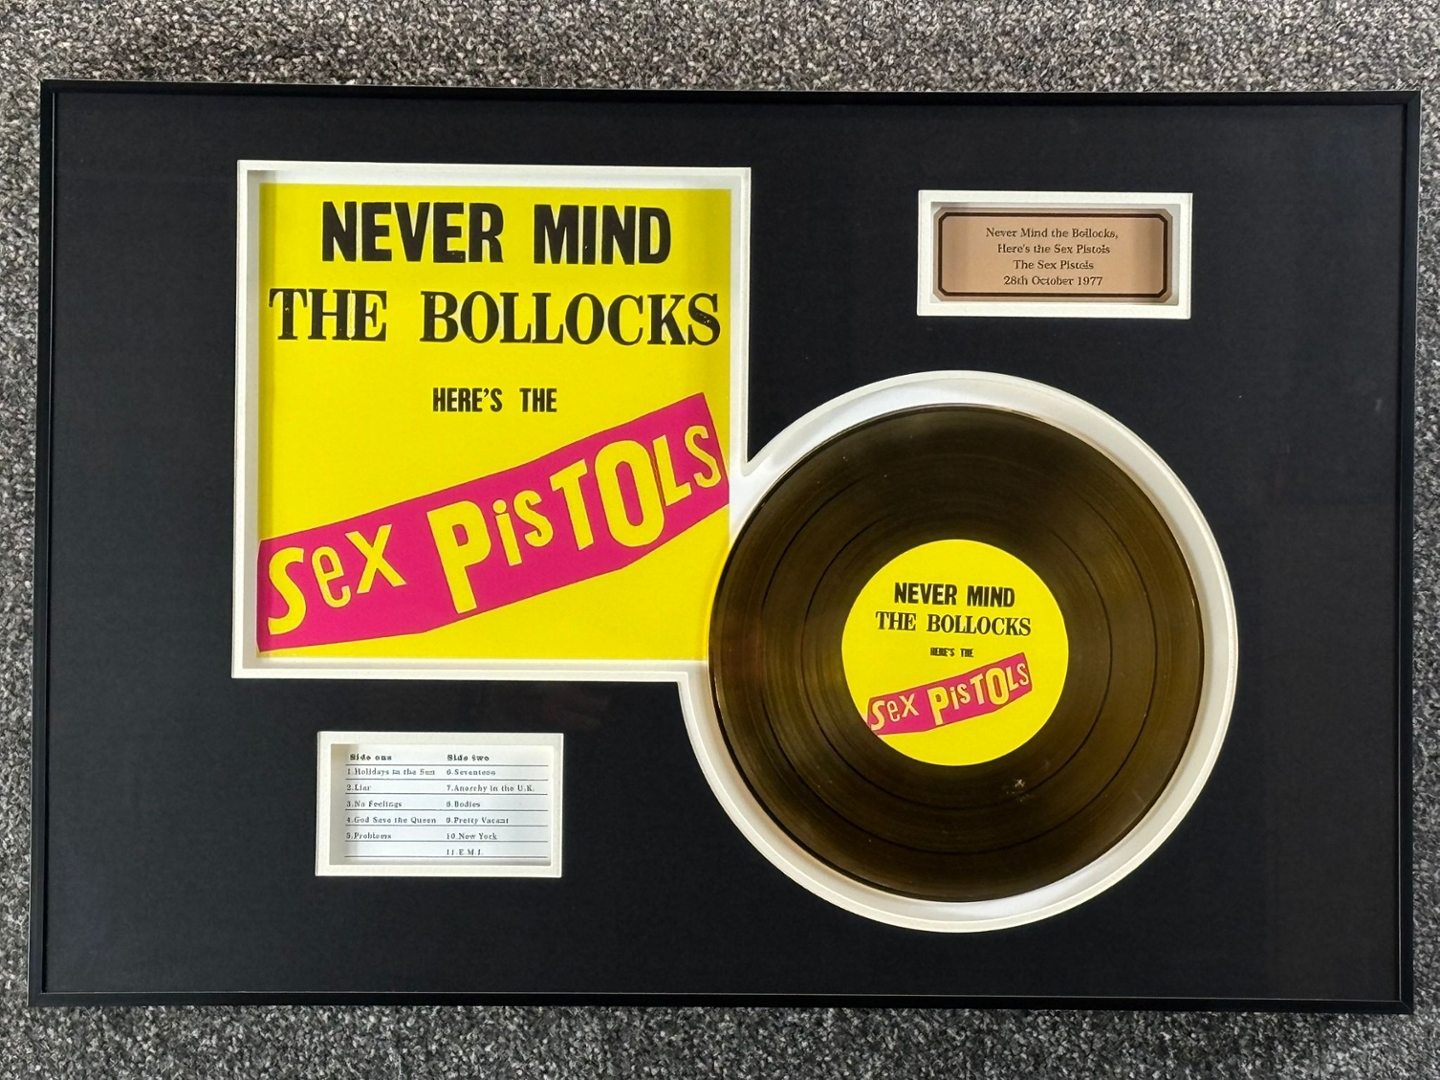 NEVER MIND
THE BOLLOCKS
HERE'S THE
Sex PisTOLS
Never Mind the Bollocks,
Here's the Sex Pistols
The Sex Pistols
28th October 1977
NEVER MIND
THE BOLLOCKS
HERE'S THE
Sex PisTOLS
Side one Side two
1.Holidays in the Sun 6.Seventeen
2.Liar 7.Anarchy in the U.K.
3.No Feelings 8.Bodies
4.God Save the Queen 9.Pretty Vacant
5.Problems 10.New York
11.E.M.I.